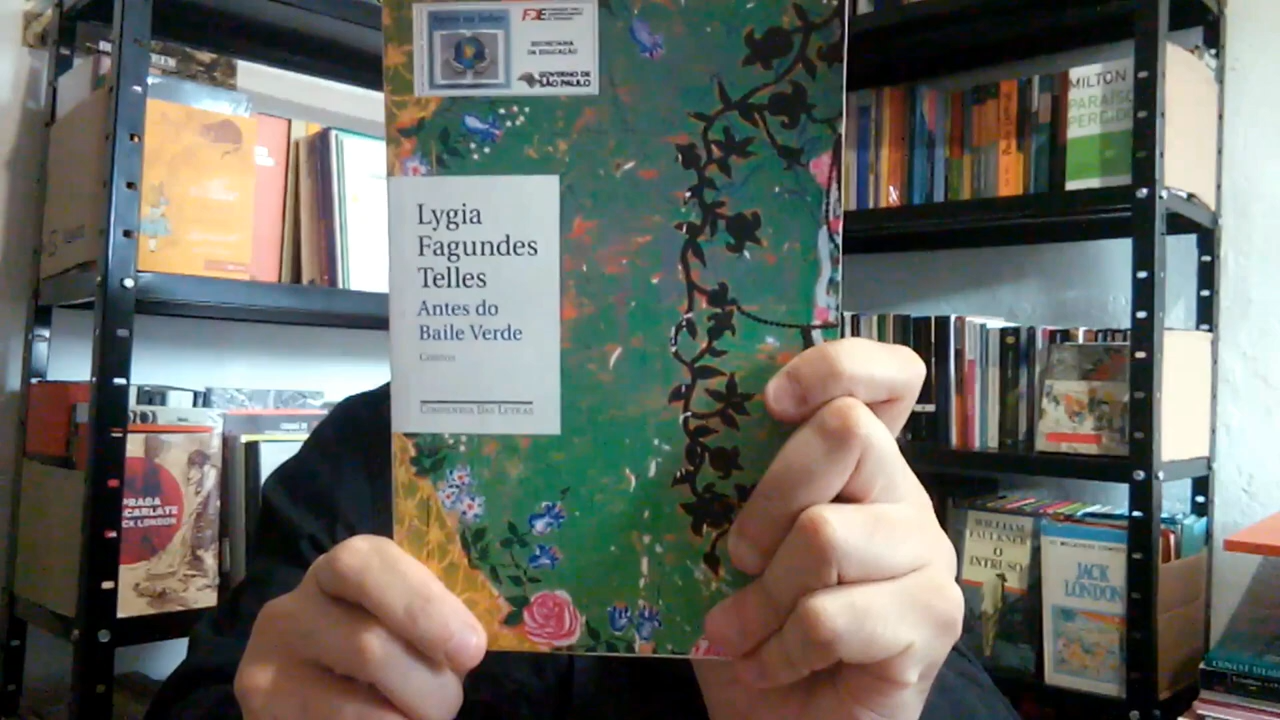 FDE
SECRETARIA
DA EDUCAÇÃO
GOVERNO DE
SÃO PAULO
Lygia
Fagundes
Telles
Antes do
Baile Verde
Contos
COMPANHIA DAS LETRAS
MILTON
PARAÍSO
PERDIDO
PRAGA
SCARLATE
JACK LONDON
WILLIAM
FAULKNER
O
INTRUSO
JACK
LONDON